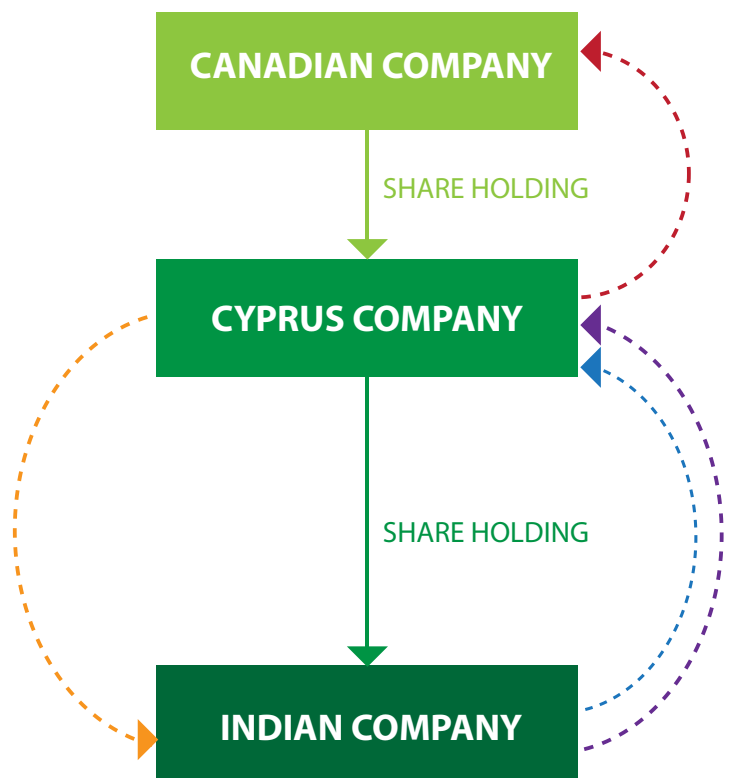 CANADIAN COMPANY
SHARE HOLDING
CYPRUS COMPANY
SHARE HOLDING
INDIAN COMPANY